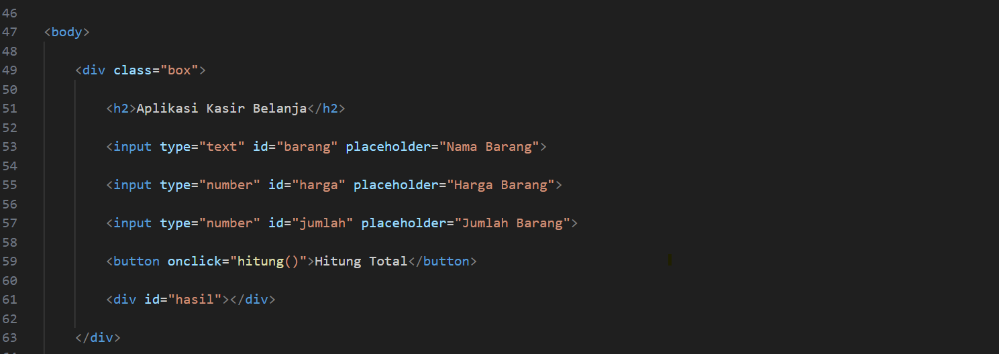 46
47 <body>
48
49 <div class="box">
50
51 <h2>Aplikasi Kasir Belanja</h2>
52
53 <input type="text" id="barang" placeholder="Nama Barang">
54
55 <input type="number" id="harga" placeholder="Harga Barang">
56
57 <input type="number" id="jumlah" placeholder="Jumlah Barang">
58
59 <button onclick="hitung()">Hitung Total</button>
60
61 <div id="hasil"></div>
62
63 </div>